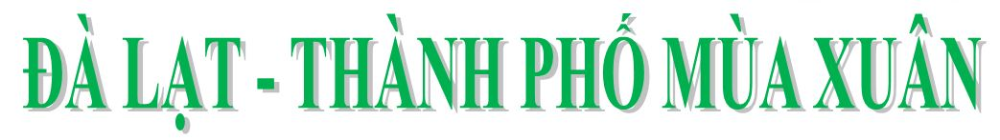 ĐÀ LẠT - THÀNH PHỐ MÙA XUÂN